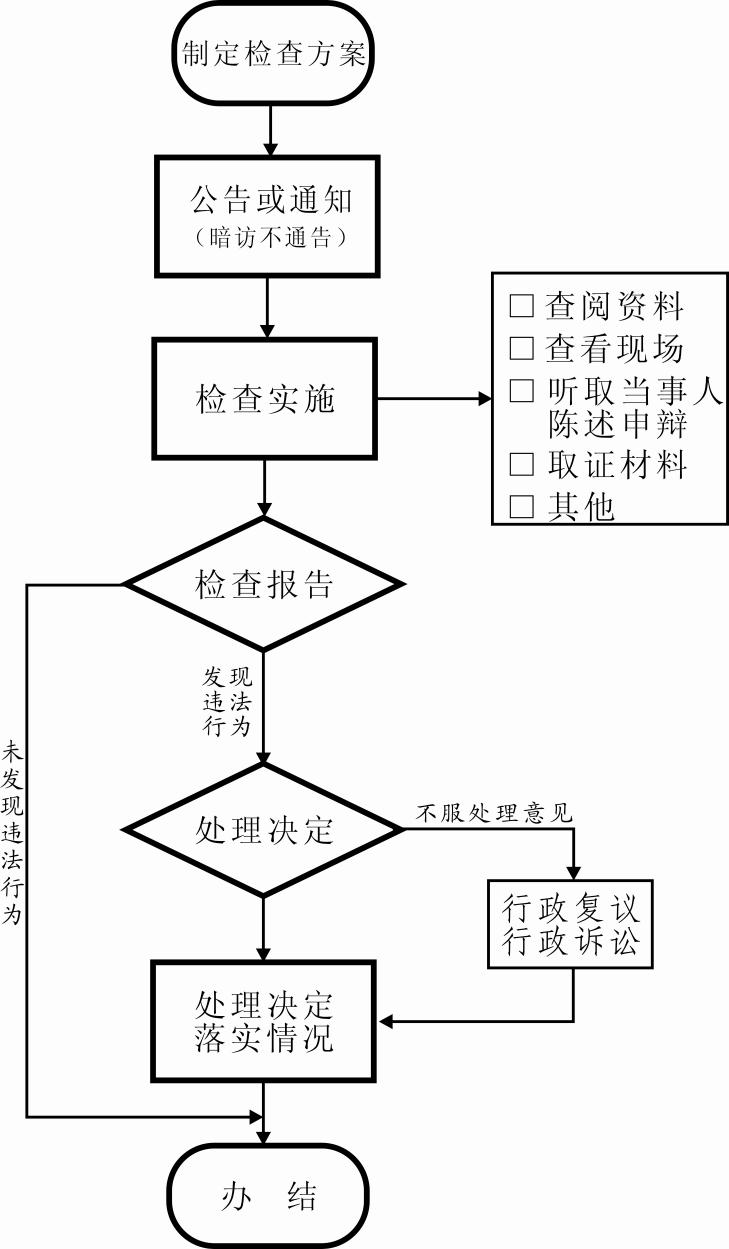 制定检查方案
公告或通知
（暗访不通告）
检查实施
□ 查阅资料
□ 查看现场
□ 听取当事人
陈述申辩
□ 取证材料
□ 其他
检查报告
发现
违法
行为
未发现违法行为
处理决定
不服处理意见
行政复议
行政诉讼
处理决定
落实情况
办 结